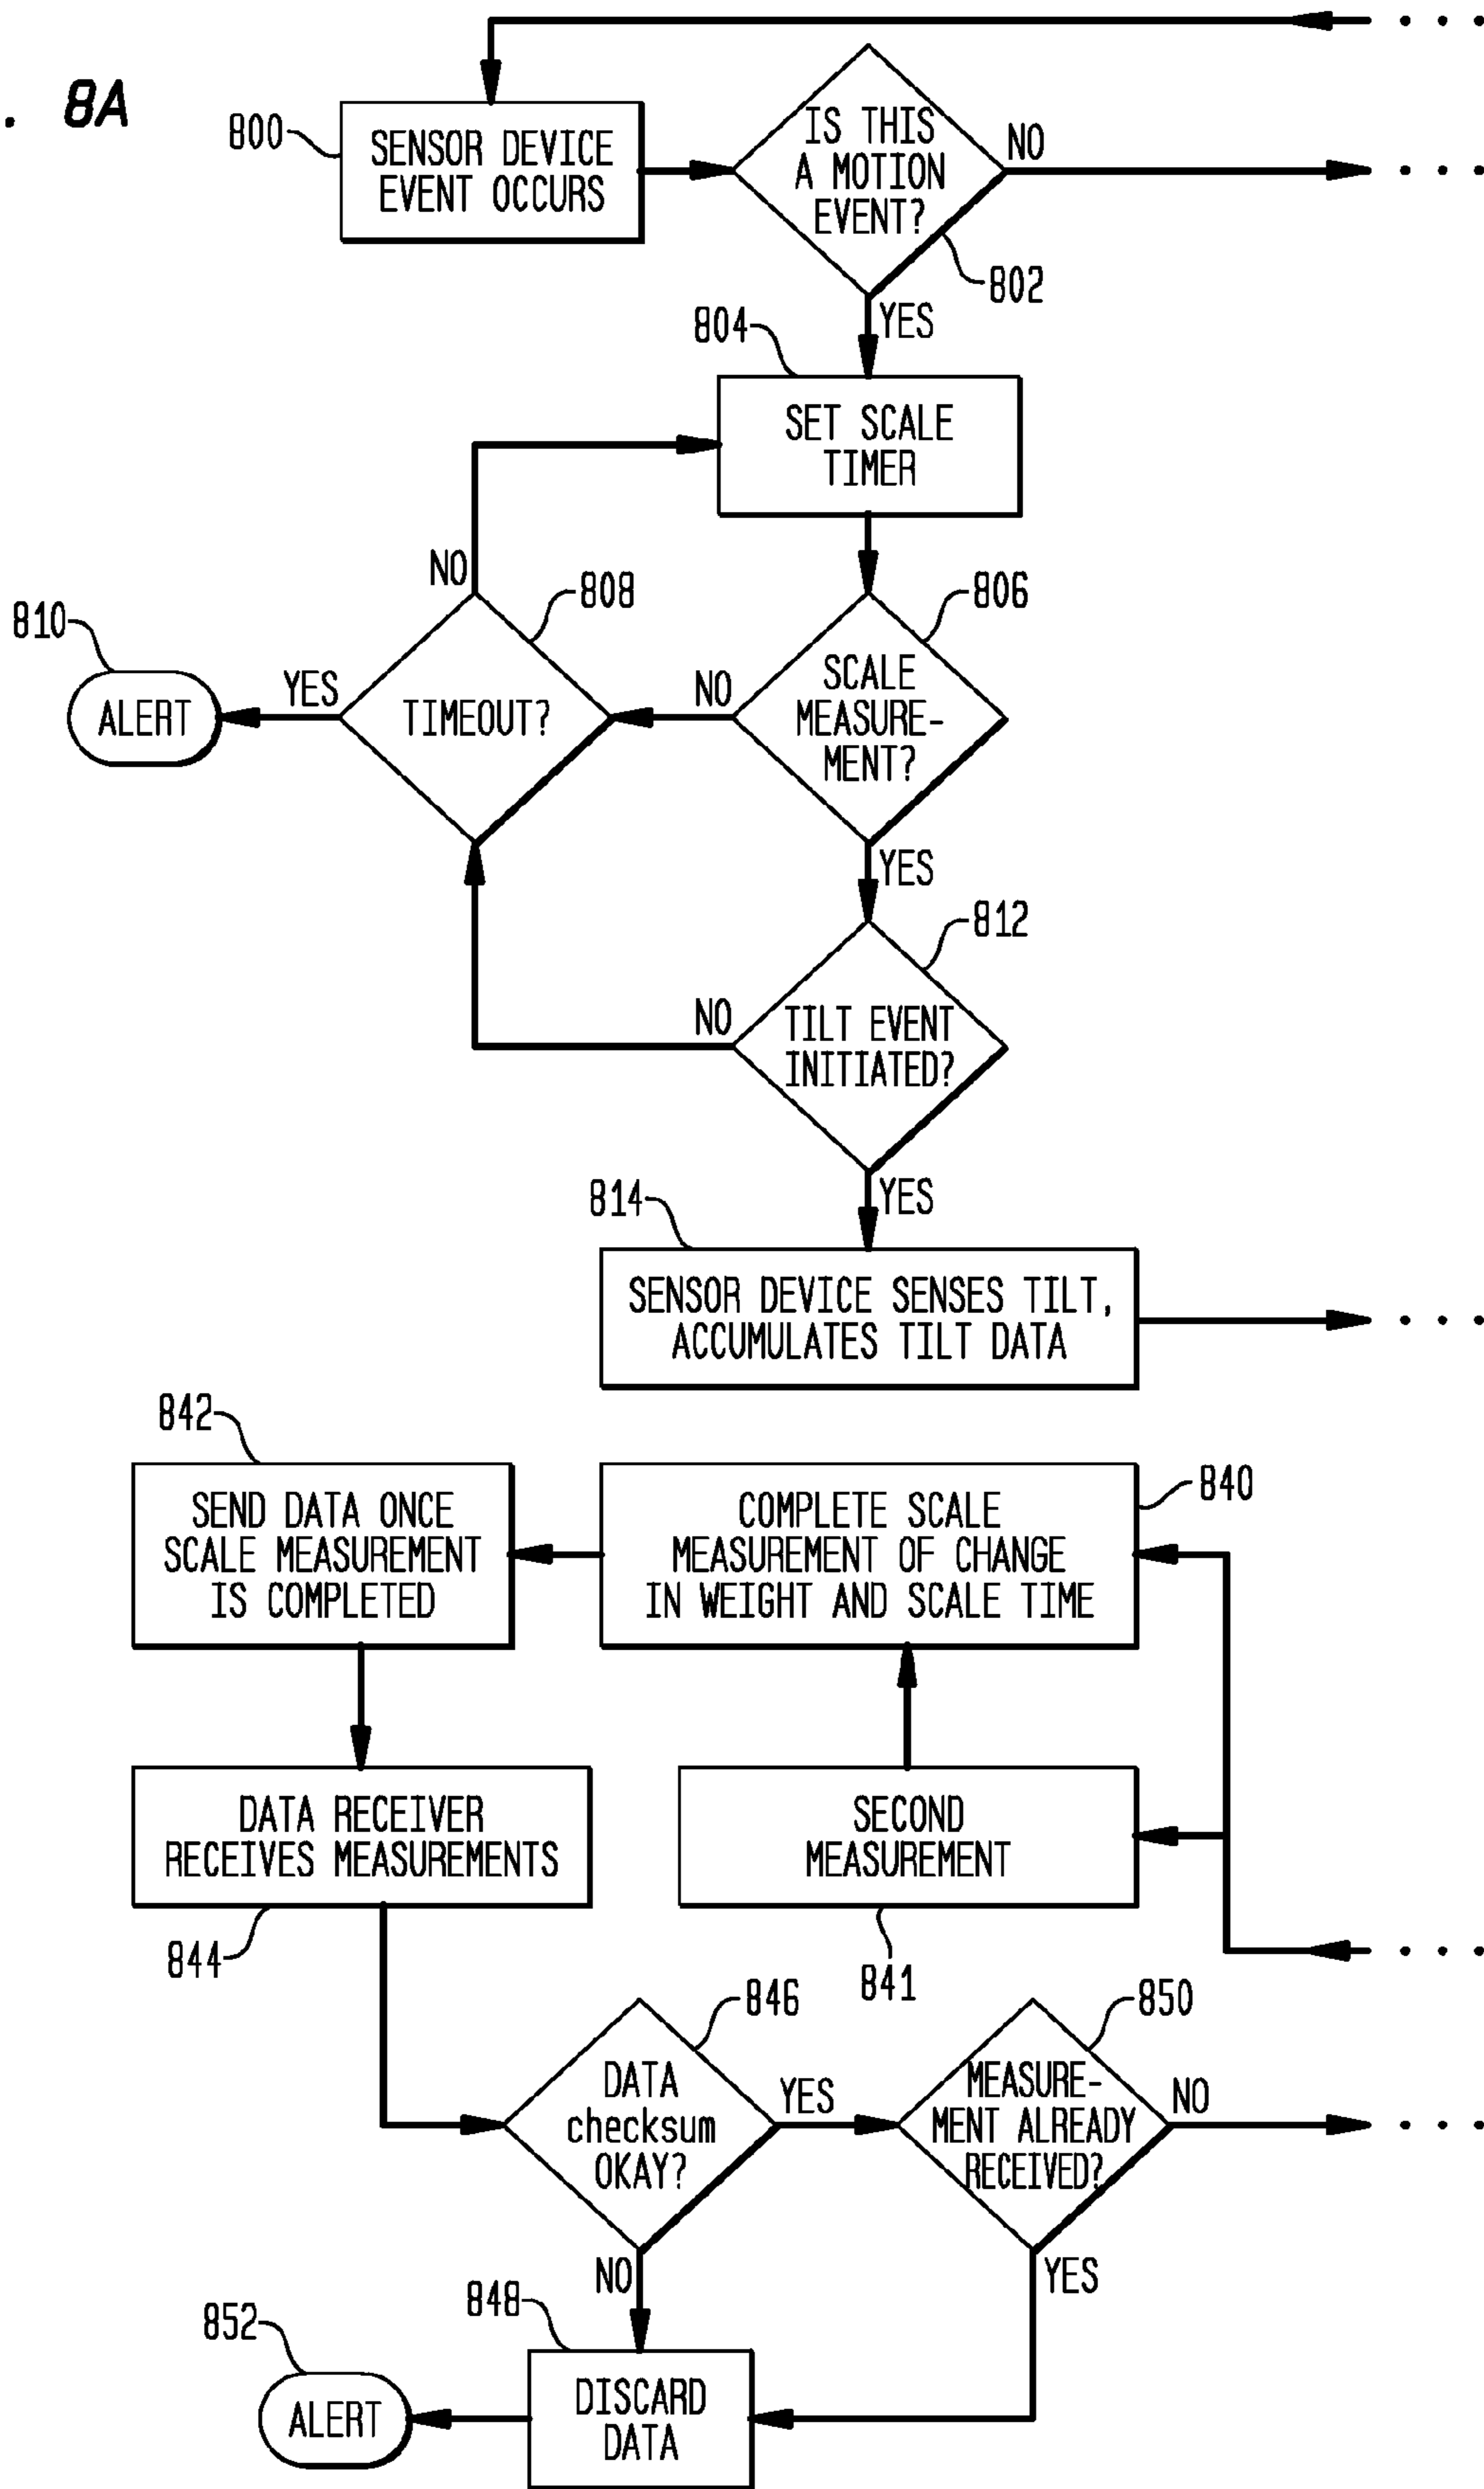 . 8A
800
SENSOR DEVICE
EVENT OCCURS
IS THIS
A MOTION
EVENT?
NO
802
YES
804
SET SCALE
TIMER
NO
808
806
810
ALERT
YES
TIMEOUT?
NO
SCALE
MEASURE-
MENT?
YES
812
NO
TILT EVENT
INITIATED?
YES
814
SENSOR DEVICE SENSES TILT,
ACCUMULATES TILT DATA
842
SEND DATA ONCE
SCALE MEASUREMENT
IS COMPLETED
COMPLETE SCALE
MEASUREMENT OF CHANGE
IN WEIGHT AND SCALE TIME
840
DATA RECEIVER
RECEIVES MEASUREMENTS
844
SECOND
MEASUREMENT
841
846
DATA
checksum
OKAY?
YES
850
MEASURE-
MENT ALREADY
RECEIVED?
NO
NO
YES
848
DISCARD
DATA
852
ALERT